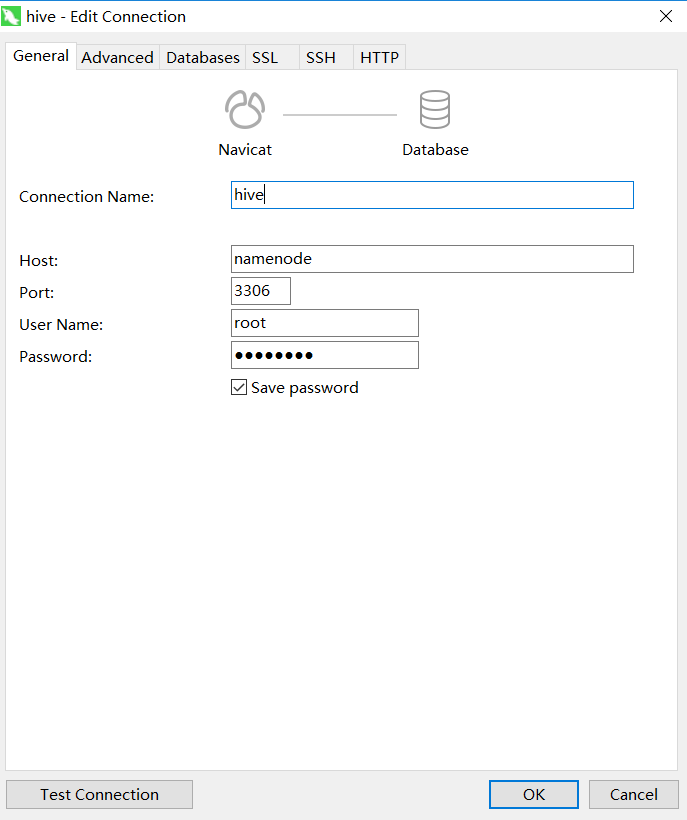 hive - Edit Connection
General Advanced Databases SSL SSH HTTP
Navicat Database
Connection Name: hive
Host: namenode
Port: 3306
User Name: root
Password: ●●●●●●●●
Save password
Test Connection OK Cancel